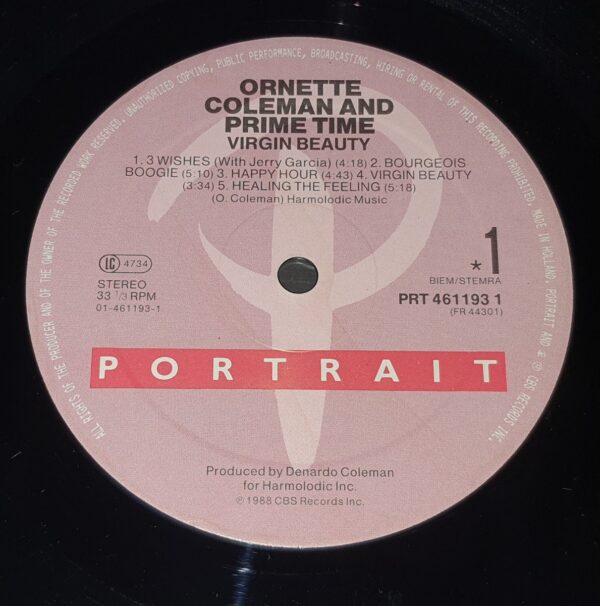 ALL RIGHTS OF THE PRODUCER AND OF THE OWNER OF THE RECORDED WORK RESERVED. UNAUTHORIZED COPYING, PUBLIC PERFORMANCE, BROADCASTING, HIRING OR RENTAL OF THIS RECORDING PROHIBITED. MADE IN HOLLAND. PORTRAIT AND ℗ CBS RECORDS INC.
ORNETTE
COLEMAN AND
PRIME TIME
VIRGIN BEAUTY
1. 3 WISHES (With Jerry Garcia) (4:18) 2. BOURGEOIS
BOOGIE (5:10) 3. HAPPY HOUR (4:43) 4. VIRGIN BEAUTY
(3:34) 5. HEALING THE FEELING (5:18)
(O. Coleman) Harmolodic Music
LC 4734
STEREO
33 1/3 RPM
01-461193-1
*1
BIEM/STEMRA
PRT 461193 1
(FR 44301)
PORTRAIT
Produced by Denardo Coleman
for Harmolodic Inc.
℗ 1988 CBS Records Inc.